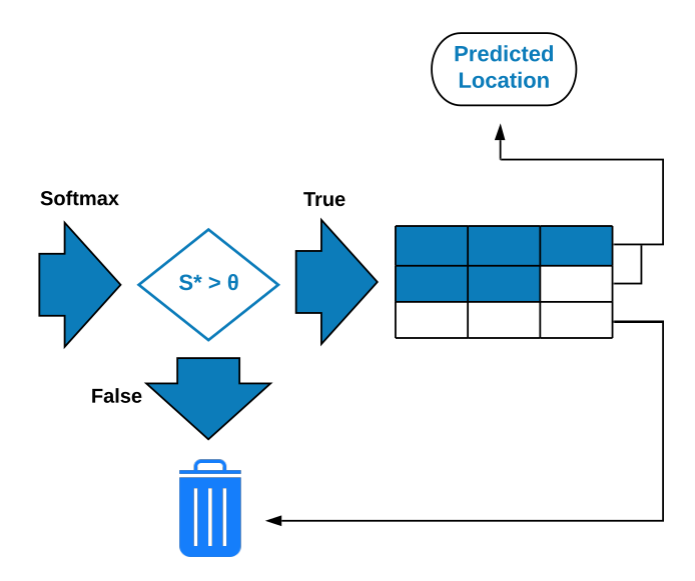 Predicted
Location
Softmax
True
S* > θ
False